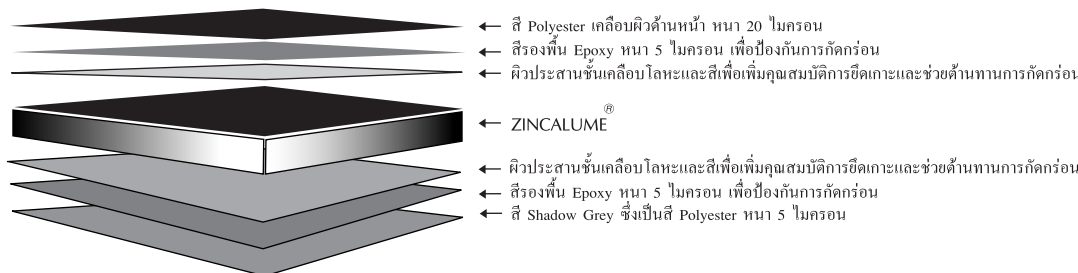 สี Polyester เคลือบผิวด้านหน้า หนา 20 ไมครอน
สีรองพื้น Epoxy หนา 5 ไมครอน เพื่อป้องกันการกัดกร่อน
ผิวประสานชั้นเคลือบโลหะและสีเพื่อเพิ่มคุณสมบัติการยึดเกาะและช่วยต้านทานการกัดกร่อน
ZINCALUME®
ผิวประสานชั้นเคลือบโลหะและสีเพื่อเพิ่มคุณสมบัติการยึดเกาะและช่วยต้านทานการกัดกร่อน
สีรองพื้น Epoxy หนา 5 ไมครอน เพื่อป้องกันการกัดกร่อน
สี Shadow Grey ซึ่งเป็นสี Polyester หนา 5 ไมครอน